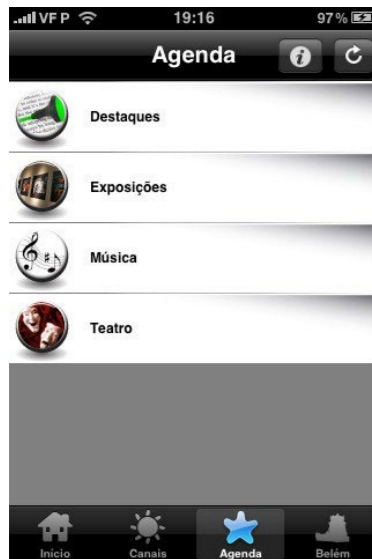 VF P 19:16 97%
Agenda
Destaques
Exposições
Música
Teatro
Início Canais Agenda Belém